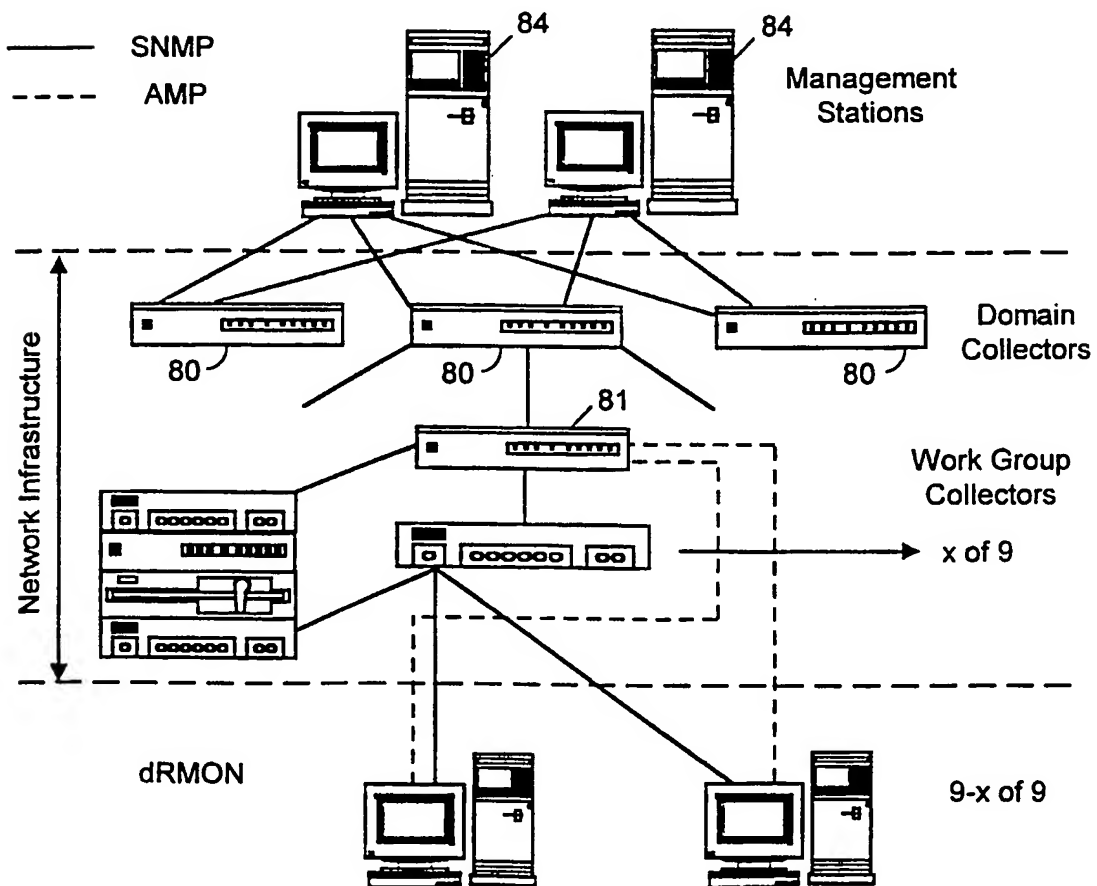 SNMP
AMP
84
84
Management
Stations
Network Infrastructure
80
80
80
Domain
Collectors
81
Work Group
Collectors
x of 9
dRMON
9-x of 9